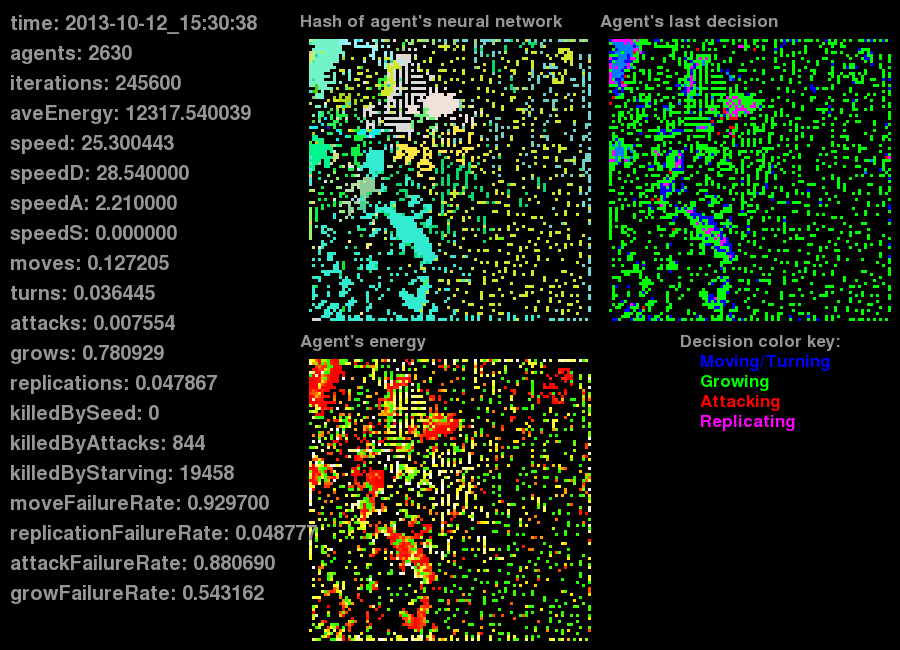 time: 2013-10-12_15:30:38
agents: 2630
iterations: 245600
aveEnergy: 12317.540039
speed: 25.300443
speedD: 28.540000
speedA: 2.210000
speedS: 0.000000
moves: 0.127205
turns: 0.036445
attacks: 0.007554
grows: 0.780929
replications: 0.047867
killedBySeed: 0
killedByAttacks: 844
killedByStarving: 19458
moveFailureRate: 0.929700
replicationFailureRate: 0.048777
attackFailureRate: 0.880690
growFailureRate: 0.543162
Hash of agent's neural network
Agent's last decision
Agent's energy
Decision color key:
Moving/Turning
Growing
Attacking
Replicating